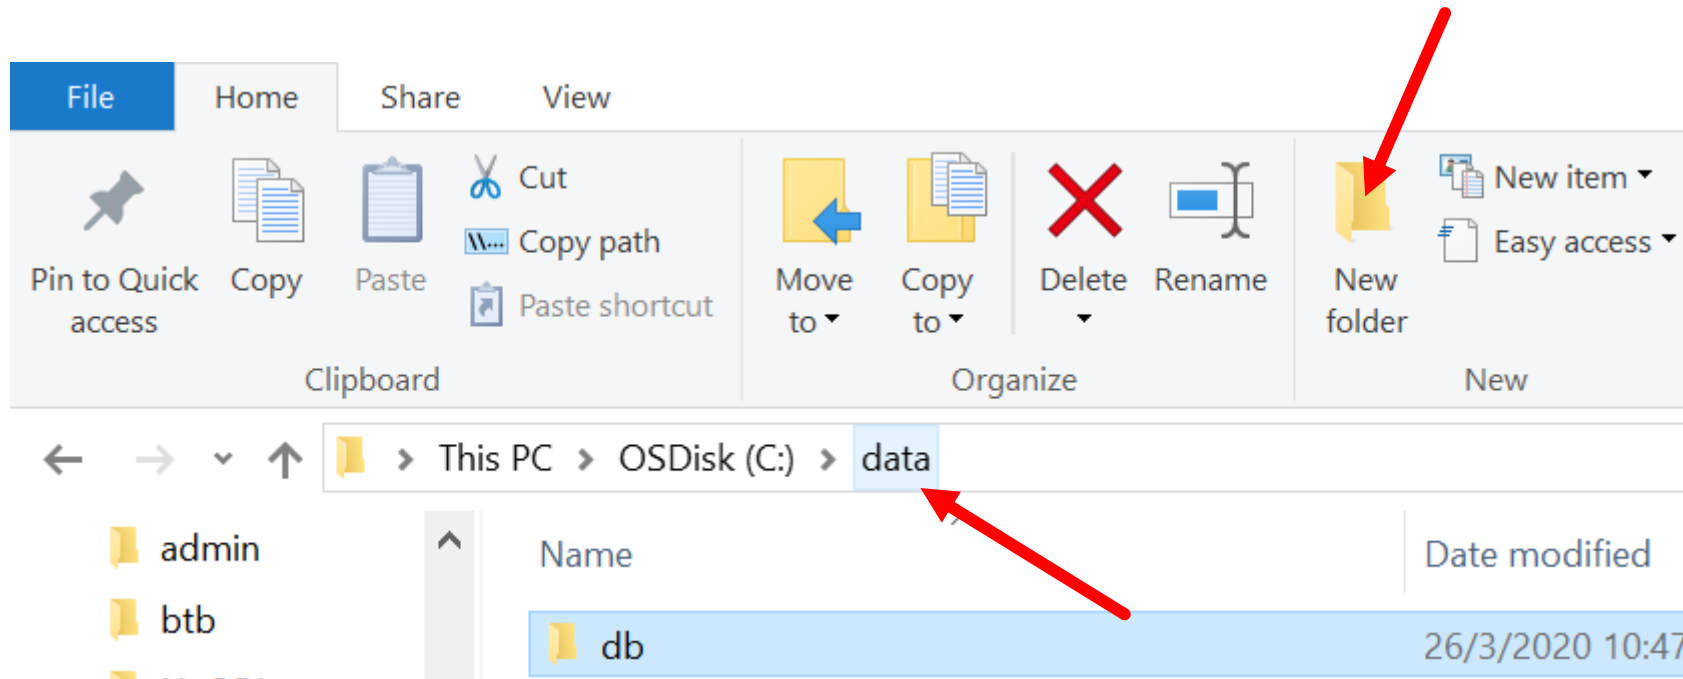 File Home Share View
Pin to Quick access
Copy
Paste
Cut
\\... Copy path
Paste shortcut
Clipboard
Move to
Copy to
Delete
Rename
Organize
New folder
New item
Easy access
New
This PC > OSDisk (C:) > data
admin
btb
Name Date modified
db 26/3/2020 10:47